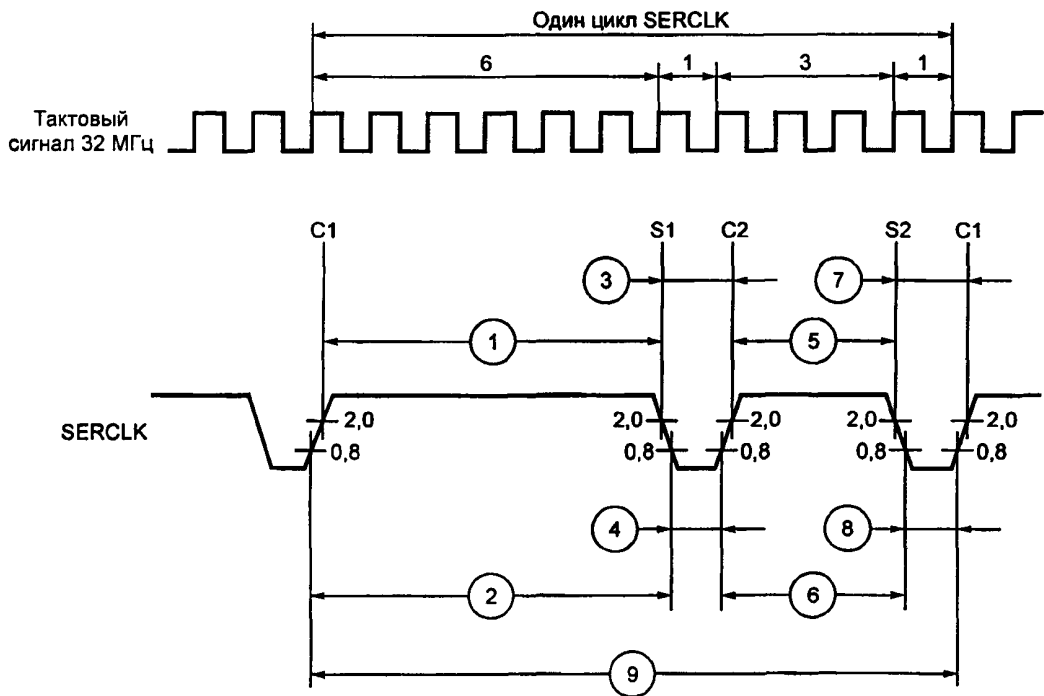 Один цикл SERCLK
6 1 3 1
Тактовый
сигнал 32 МГц
C1 S1 C2 S2 C1
3 7
1 5
SERCLK
2,0 2,0 2,0 2,0 2,0
0,8 0,8 0,8 0,8 0,8
4 8
2 6
9